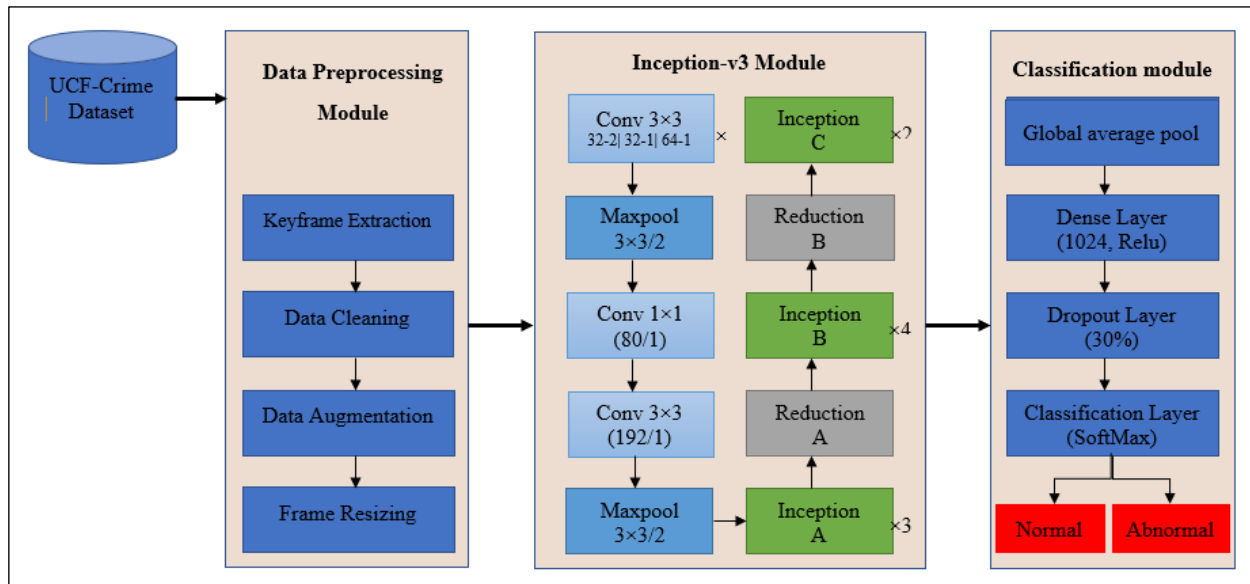 UCF-Crime
Dataset
Data Preprocessing
Module
Keyframe Extraction
Data Cleaning
Data Augmentation
Frame Resizing
Inception-v3 Module
Conv 3×3
32-2| 32-1| 64-1
×
Maxpool
3×3/2
Conv 1×1
(80/1)
Conv 3×3
(192/1)
Maxpool
3×3/2
Inception
A
×3
Reduction
A
Inception
B
×4
Reduction
B
Inception
C
×2
Classification module
Global average pool
Dense Layer
(1024, Relu)
Dropout Layer
(30%)
Classification Layer
(SoftMax)
Normal
Abnormal